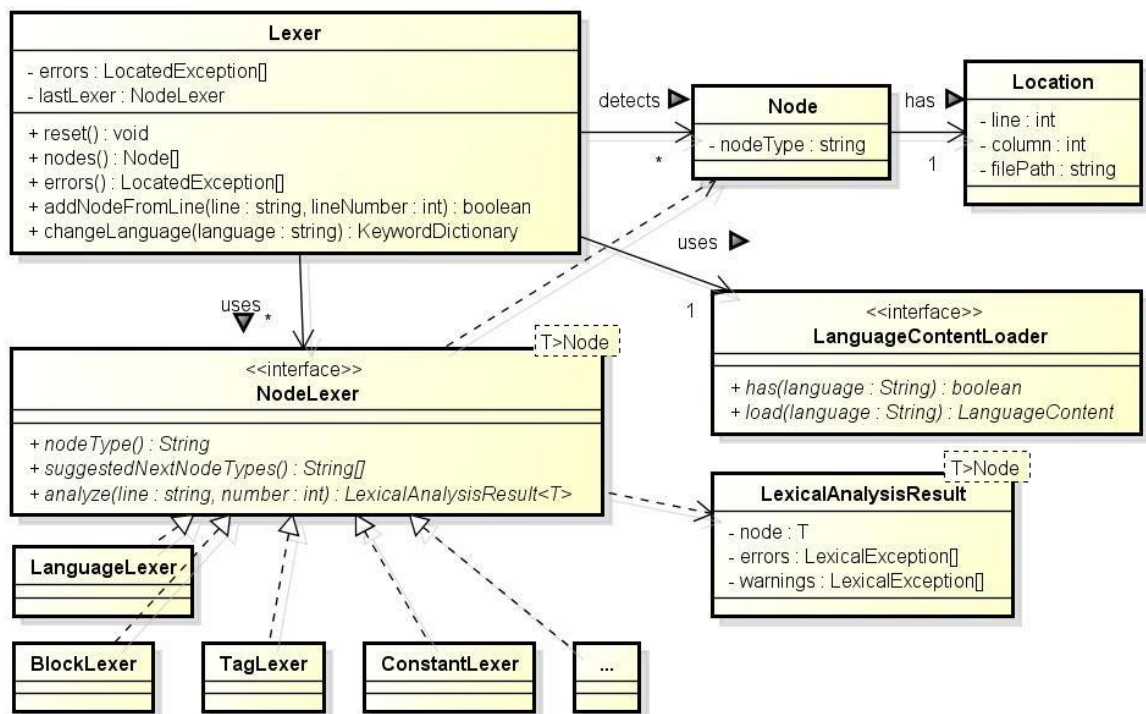 Lexer
- errors : LocatedException[]
- lastLexer : NodeLexer
+ reset() : void
+ nodes() : Node[]
+ errors() : LocatedException[]
+ addNodeFromLine(line : string, lineNumber : int) : boolean
+ changeLanguage(language : string) : KeywordDictionary
detects
*
Node
- nodeType : string
has
1
Location
- line : int
- column : int
- filePath : string
uses
1
<<interface>>
LanguageContentLoader
+ has(language : String) : boolean
+ load(language : String) : LanguageContent
uses
*
T>Node
<<interface>>
NodeLexer
+ nodeType() : String
+ suggestedNextNodeTypes() : String[]
+ analyze(line : string, number : int) : LexicalAnalysisResult<T>
T>Node
LexicalAnalysisResult
- node : T
- errors : LexicalException[]
- warnings : LexicalException[]
LanguageLexer
BlockLexer
TagLexer
ConstantLexer
...